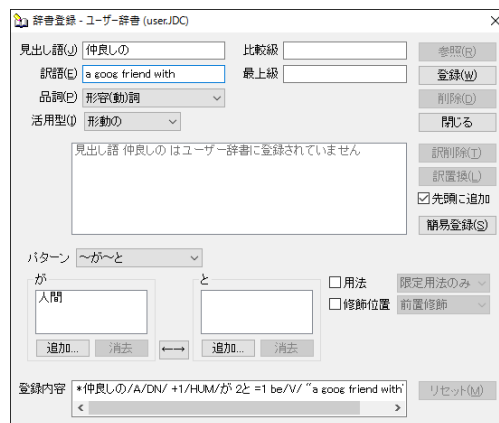 辞書登録 - ユーザー辞書 (user.JDC)
見出し語(J) 仲良しの 比較級 参照(R)
訳語(E) a goog friend with 最上級 登録(W)
品詞(P) 形容(動)詞 削除(D)
活用型(I) 形動の 閉じる
見出し語 仲良しの はユーザー辞書に登録されていません 訳削除(T)
訳置換(L)
先頭に追加
簡易登録(S)
パターン ～が～と
が と 用法 限定用法のみ
人間 修飾位置 前置修飾
追加... 消去 ←→ 追加... 消去
登録内容 *仲良しの/A/DN/ +1/HUM/が 2と =1 be/V/ "a goog friend with" リセット(M)